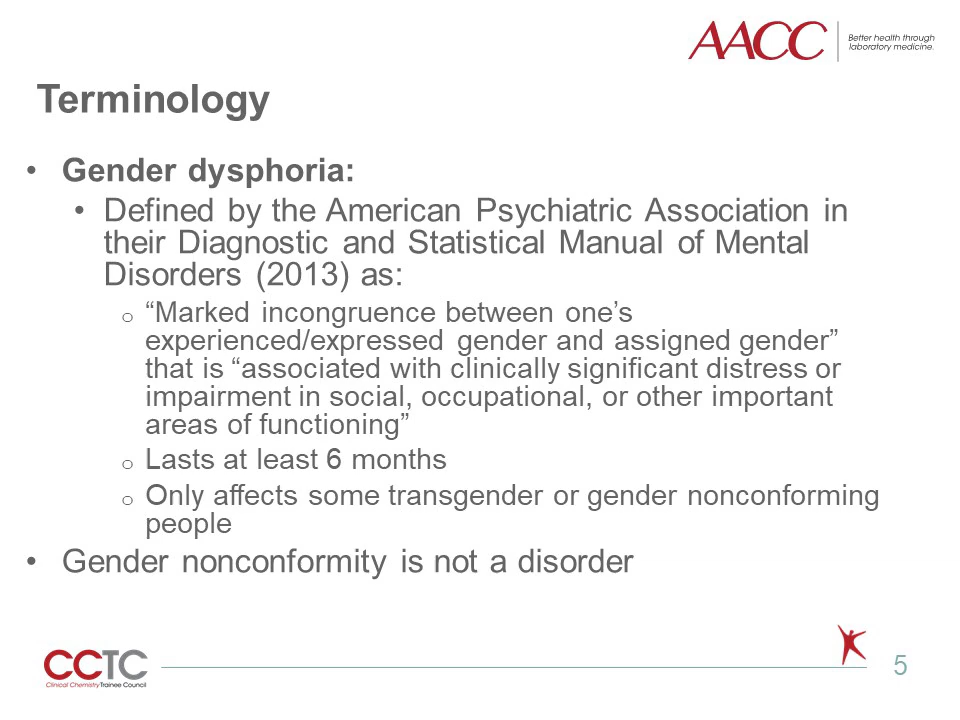 AACC
Better health through
laboratory medicine.
Terminology
• Gender dysphoria:
• Defined by the American Psychiatric Association in
their Diagnostic and Statistical Manual of Mental
Disorders (2013) as:
o “Marked incongruence between one’s
experienced/expressed gender and assigned gender”
that is “associated with clinically significant distress or
impairment in social, occupational, or other important
areas of functioning”
o Lasts at least 6 months
o Only affects some transgender or gender nonconforming
people
• Gender nonconformity is not a disorder
CCTC
Clinical Chemistry Trainee Council
5